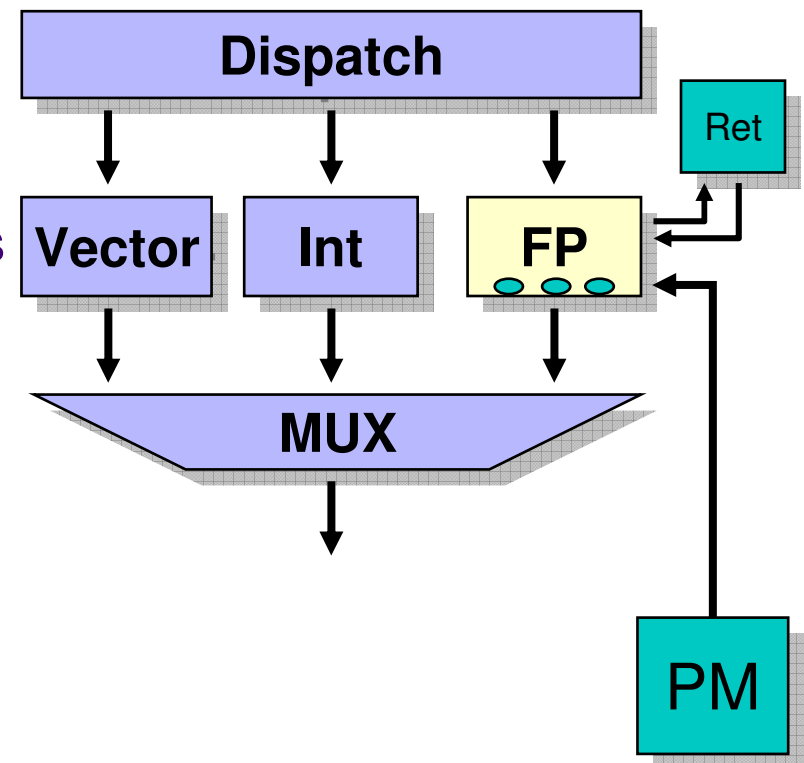 Dispatch
Ret
s
Vector
Int
FP
MUX
PM